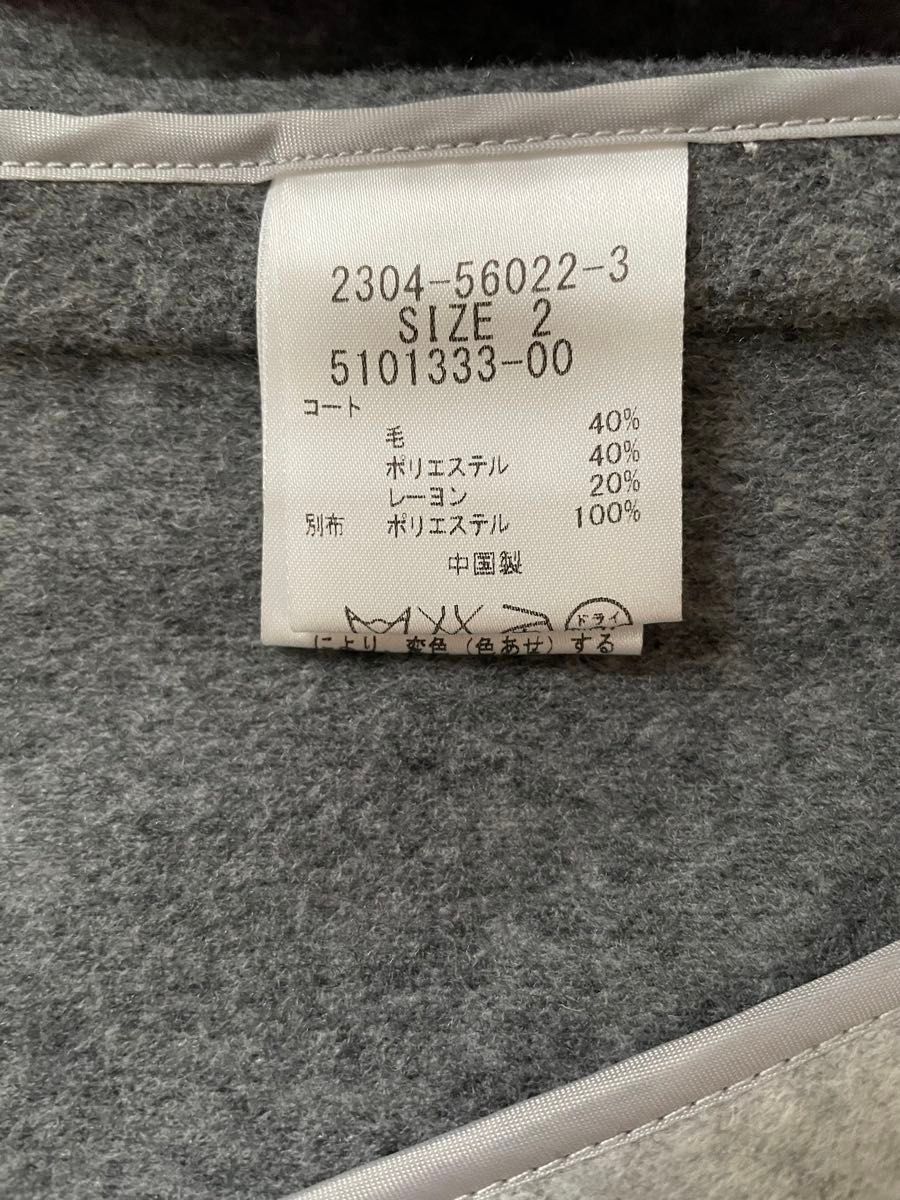 2304-56022-3
SIZE 2
5101333-00
コート
毛 40%
ポリエステル 40%
レーヨン 20%
別布 ポリエステル 100%
中国製
ドライ
により 変色(色あせ)する